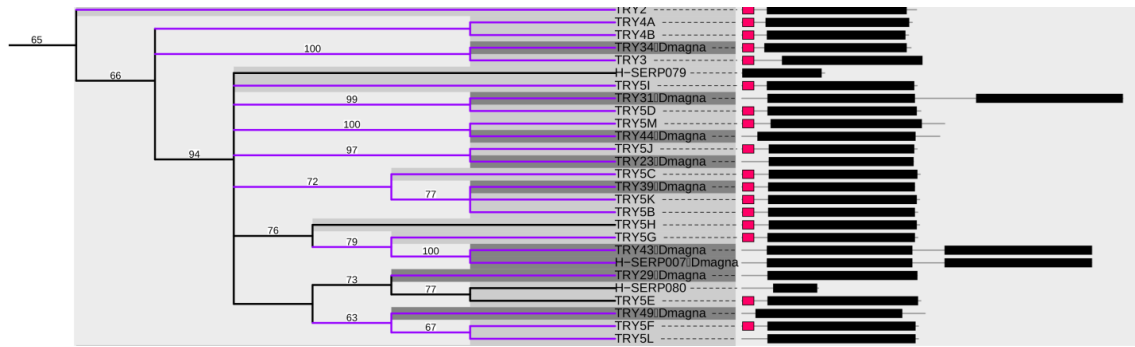 TRY2
TRY4A
65
TRY4B
100
TRY34▯Dmagna
TRY3
66
H-SERP079
TRY5I
99
TRY31▯Dmagna
TRY5D
100
TRY5M
TRY44▯Dmagna
97
TRY5J
94
TRY23▯Dmagna
TRY5C
72
TRY39▯Dmagna
77
TRY5K
TRY5B
76
TRY5H
79
TRY5G
100
TRY43▯Dmagna
H-SERP007▯Dmagna
73
TRY29▯Dmagna
77
H-SERP080
TRY5E
63
TRY49▯Dmagna
67
TRY5F
TRY5L